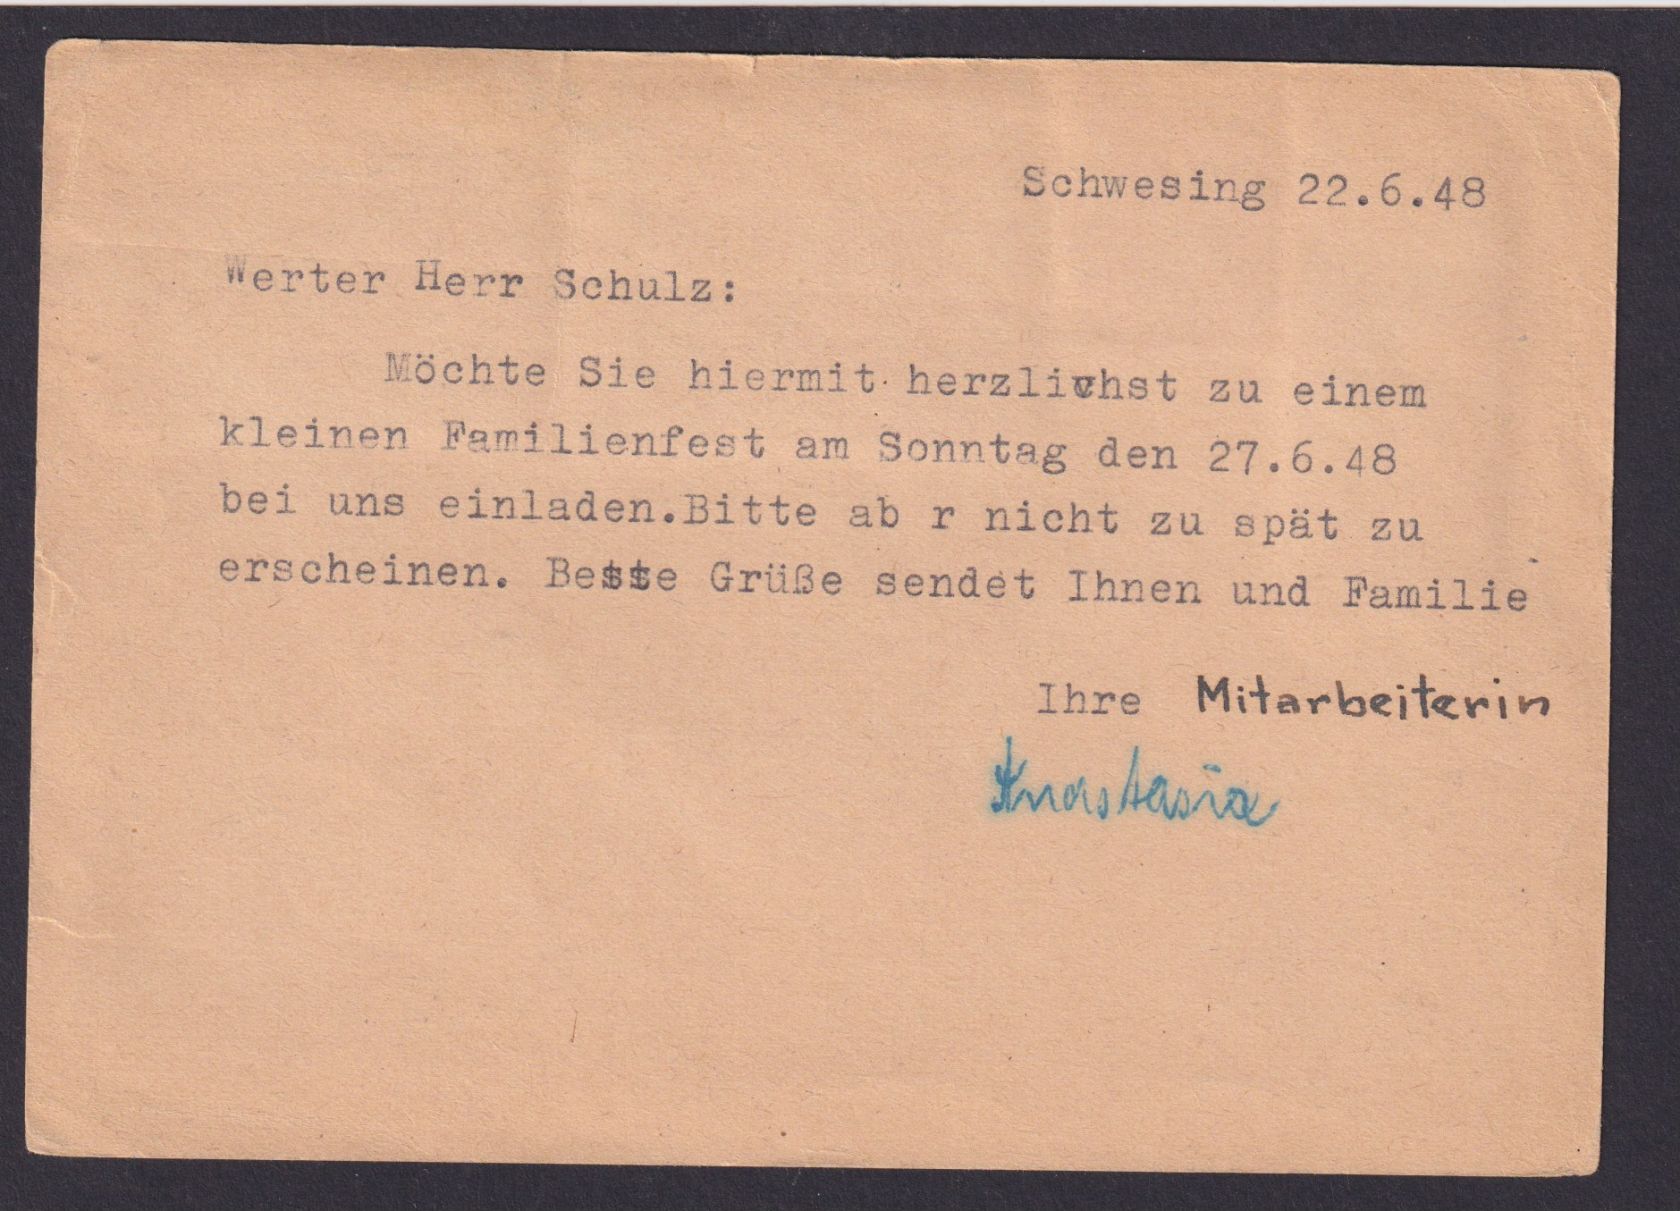 Schwesing 22.6.48
Werter Herr Schulz:
Möchte Sie hiermit herzlichst zu einem
kleinen Familienfest am Sonntag den 27.6.48
bei uns einladen.Bitte ab r nicht zu spät zu
erscheinen. Beste Grüße sendet Ihnen und Familie
Ihre Mitarbeiterin
Anastasia